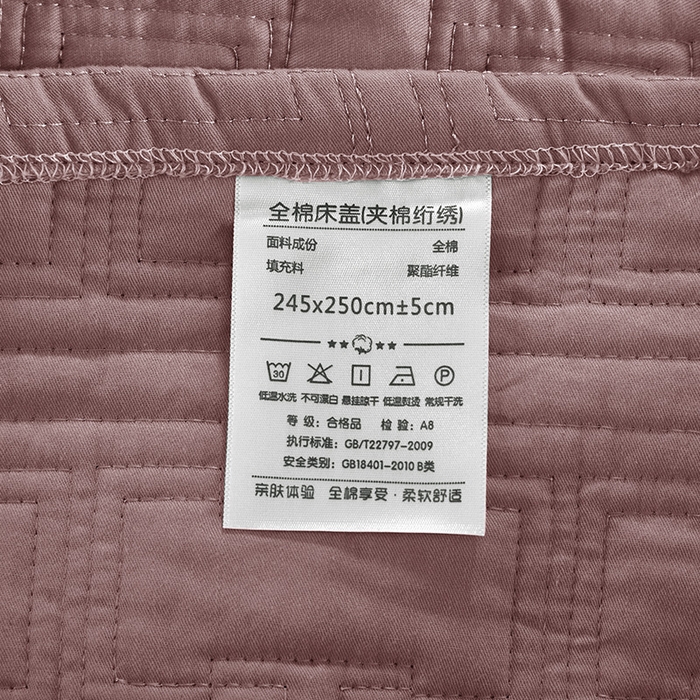 全棉床盖(夹棉绗绣)
面料成份 全棉
填充料 聚酯纤维
245x250cm±5cm
30 P
低温水洗 不可漂白 悬挂晾干 低温熨烫 常规干洗
等 级: 合格品 检 验: A8
执行标准: GB/T22797-2009
安全类别: GB18401-2010 B类
亲肤体验 全棉享受·柔软舒适